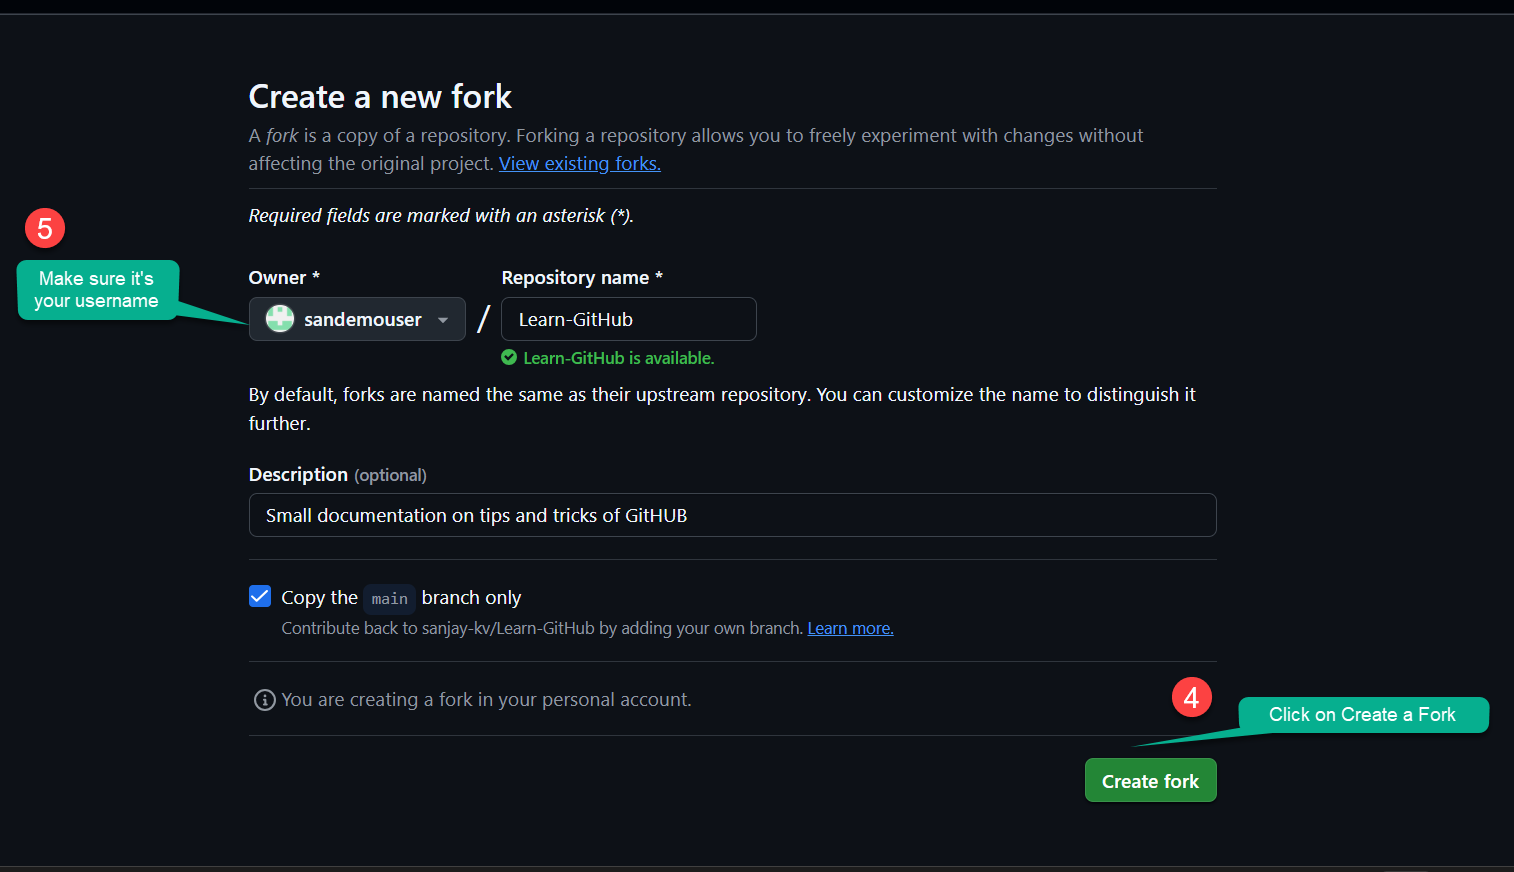 Create a new fork
A fork is a copy of a repository. Forking a repository allows you to freely experiment with changes without
affecting the original project. View existing forks.
Required fields are marked with an asterisk (*).
5
Make sure it's
your username
Owner *
Repository name *
sandemouser
/
Learn-GitHub
Learn-GitHub is available.
By default, forks are named the same as their upstream repository. You can customize the name to distinguish it
further.
Description (optional)
Small documentation on tips and tricks of GitHUB
Copy the main branch only
Contribute back to sanjay-kv/Learn-GitHub by adding your own branch. Learn more.
You are creating a fork in your personal account.
4
Click on Create a Fork
Create fork